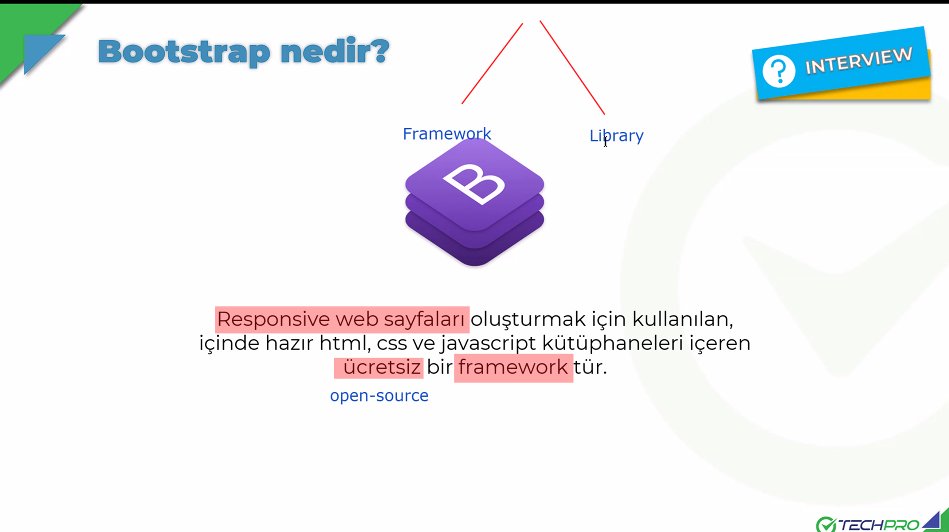 Bootstrap nedir?
? INTERVIEW
Framework
Library
B
Responsive web sayfaları oluşturmak için kullanılan,
içinde hazır html, css ve javascript kütüphaneleri içeren
ücretsiz bir framework tür.
open-source
TECHPRO